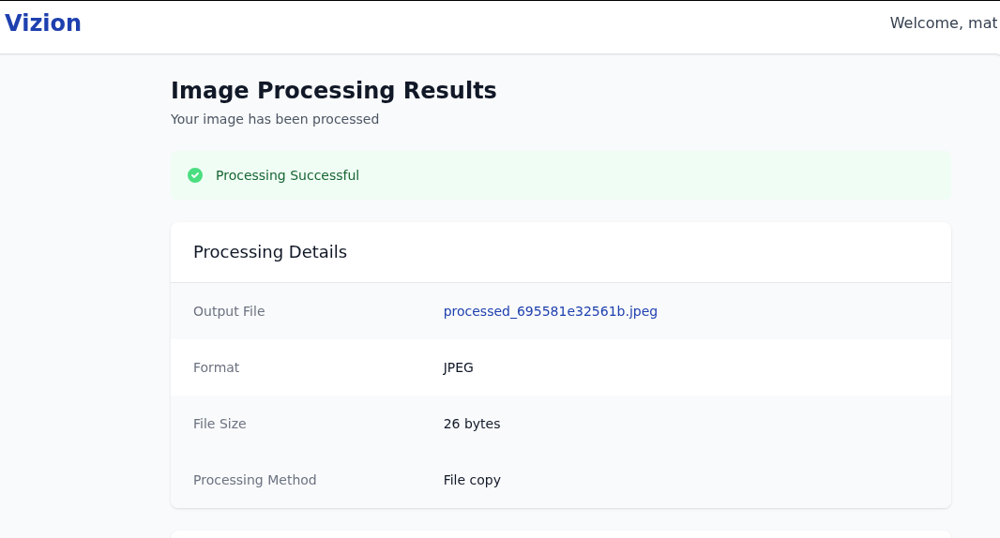 Vizion
Welcome, mat
Image Processing Results
Your image has been processed
Processing Successful
Processing Details
Output File processed_695581e32561b.jpeg
Format JPEG
File Size 26 bytes
Processing Method File copy